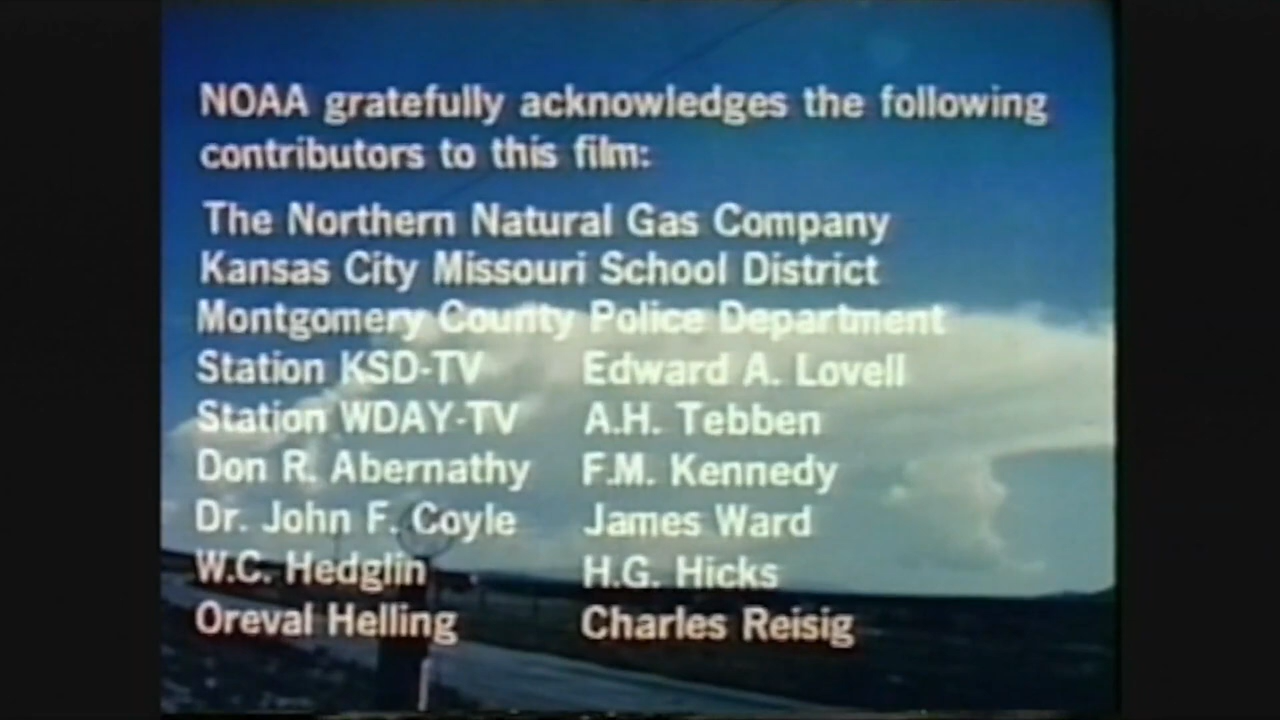 NOAA gratefully acknowledges the following
contributors to this film:
The Northern Natural Gas Company
Kansas City Missouri School District
Montgomery County Police Department
Station KSD-TV
Station WDAY-TV
Don R. Abernathy
Dr. John F. Coyle
W.C. Hedglin
Oreval Helling
Edward A. Lovell
A.H. Tebben
F.M. Kennedy
James Ward
H.G. Hicks
Charles Reisig